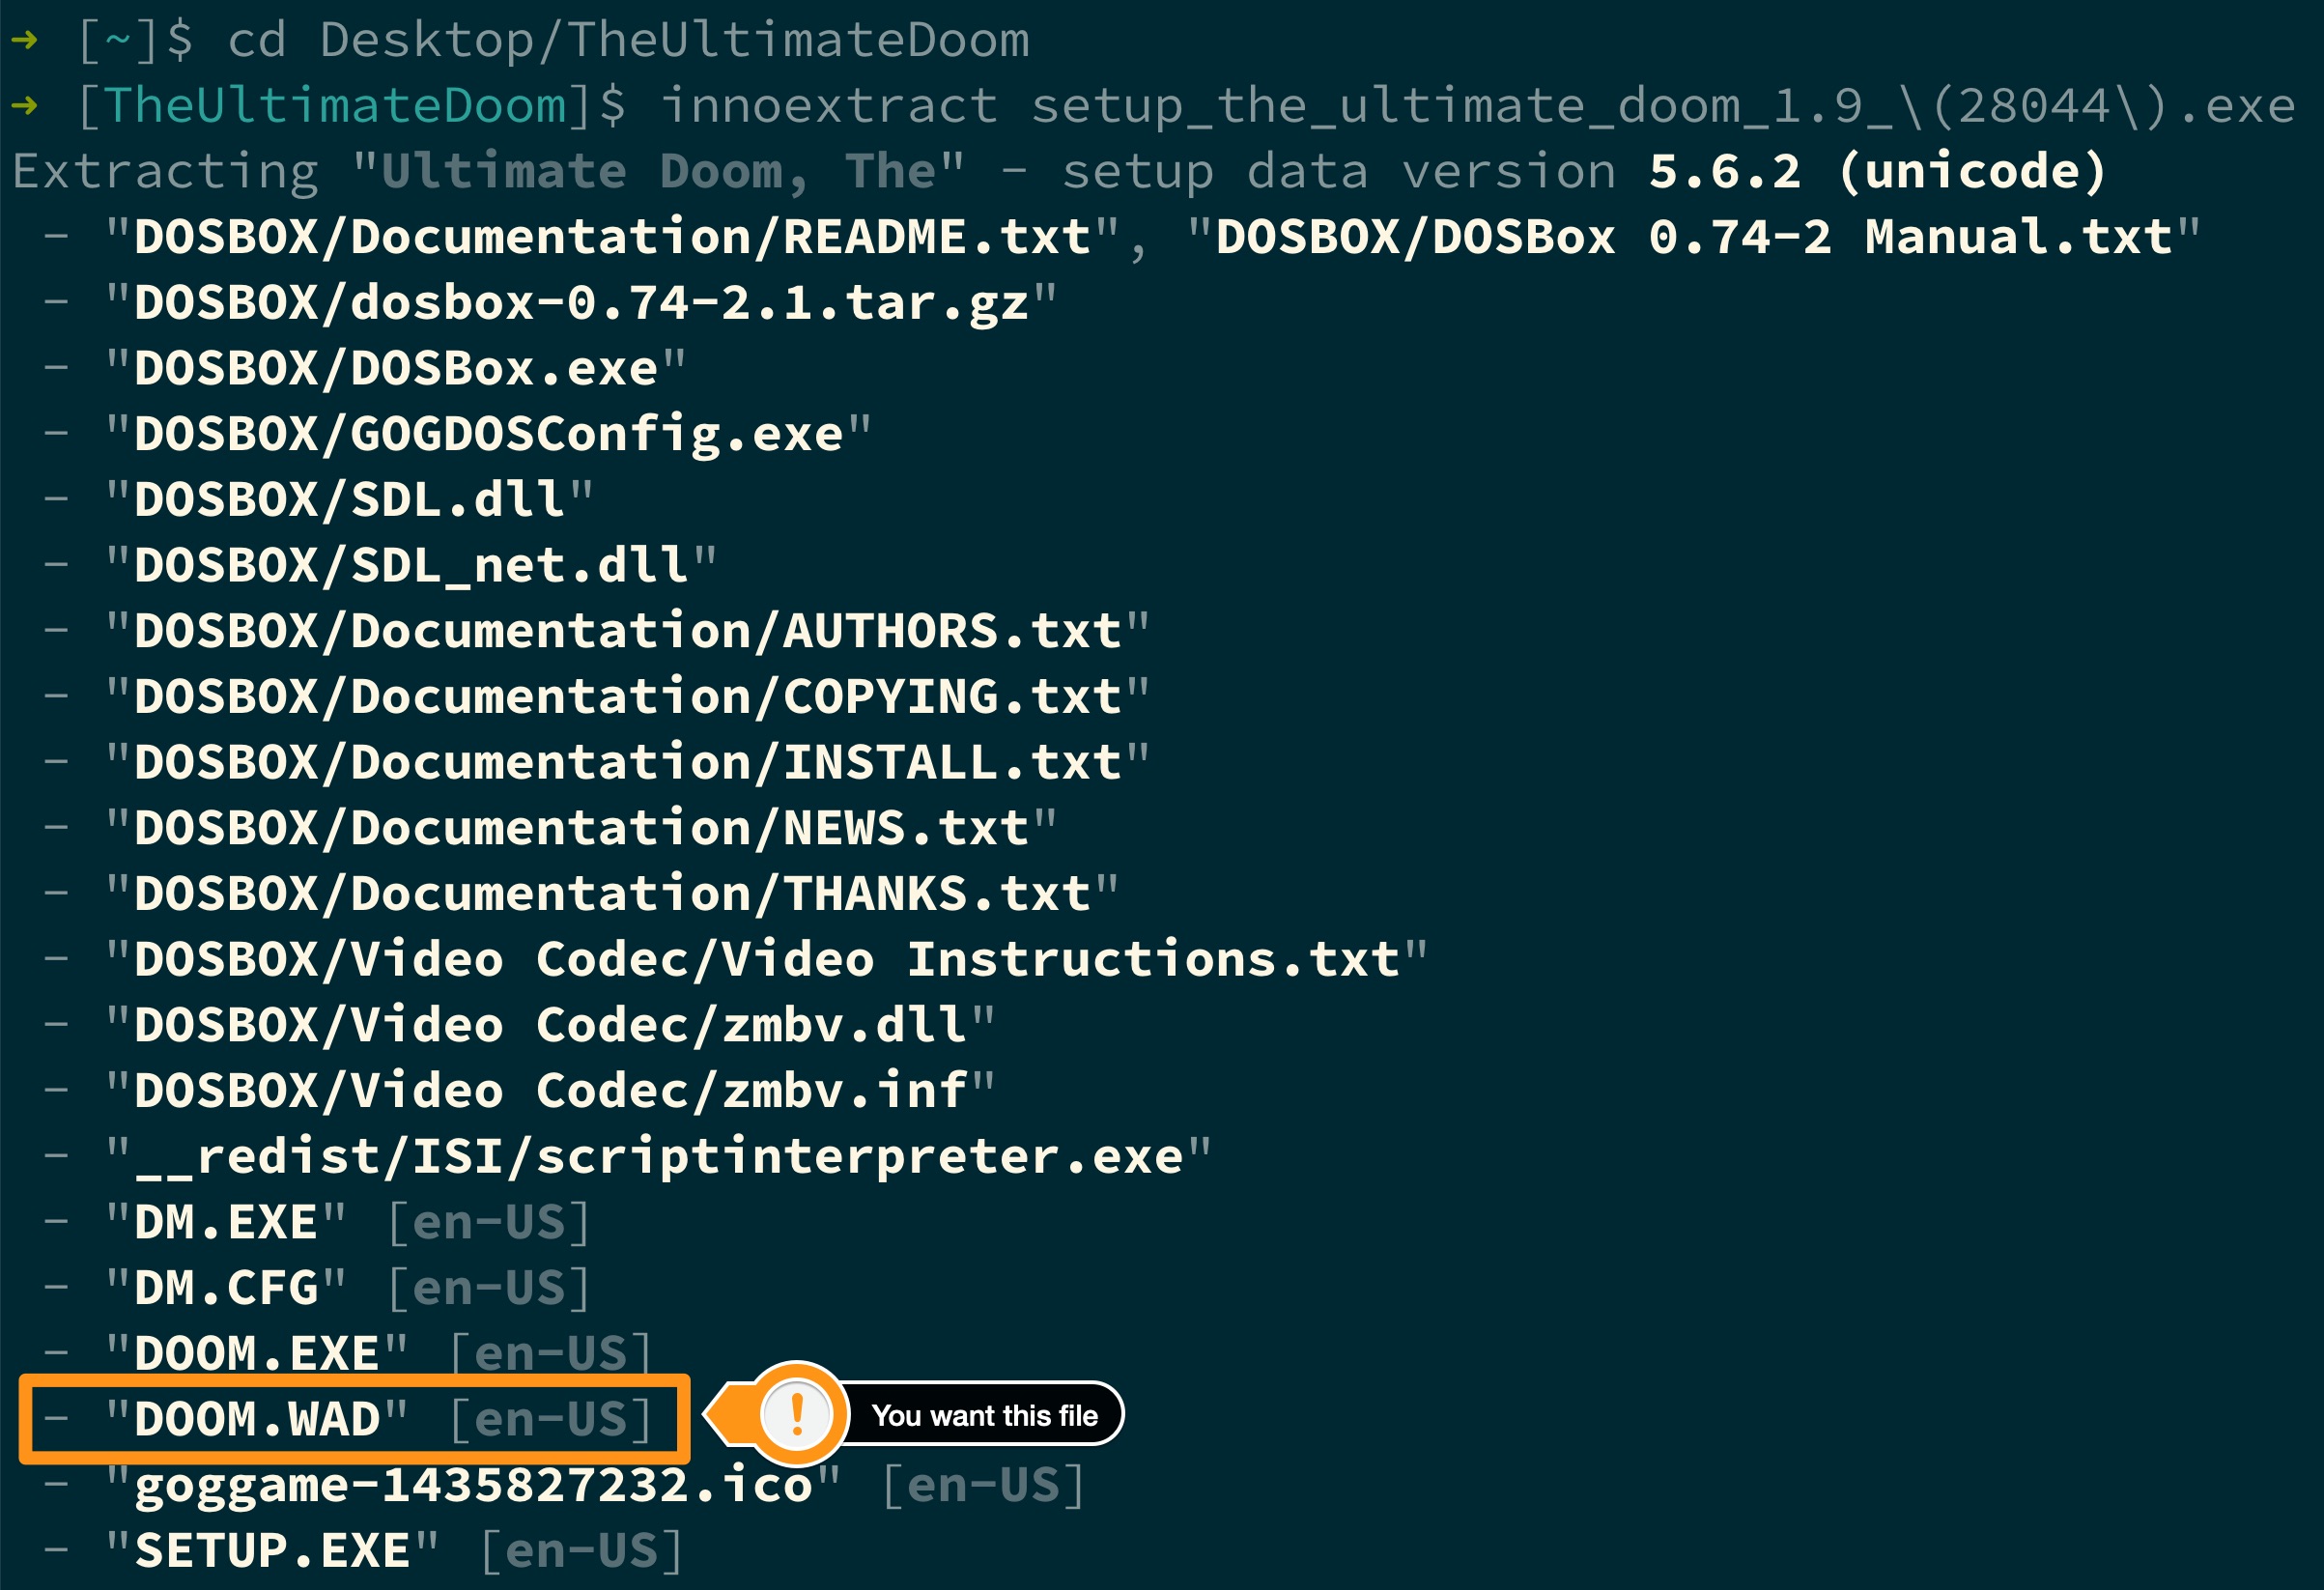 ➜ [~]$ cd Desktop/TheUltimateDoom
➜ [TheUltimateDoom]$ innoextract setup_the_ultimate_doom_1.9_\(28044\).exe
Extracting "Ultimate Doom, The" - setup data version 5.6.2 (unicode)
- "DOSBOX/Documentation/README.txt", "DOSBOX/DOSBox 0.74-2 Manual.txt"
- "DOSBOX/dosbox-0.74-2.1.tar.gz"
- "DOSBOX/DOSBox.exe"
- "DOSBOX/GOGDOSConfig.exe"
- "DOSBOX/SDL.dll"
- "DOSBOX/SDL_net.dll"
- "DOSBOX/Documentation/AUTHORS.txt"
- "DOSBOX/Documentation/COPYING.txt"
- "DOSBOX/Documentation/INSTALL.txt"
- "DOSBOX/Documentation/NEWS.txt"
- "DOSBOX/Documentation/THANKS.txt"
- "DOSBOX/Video Codec/Video Instructions.txt"
- "DOSBOX/Video Codec/zmbv.dll"
- "DOSBOX/Video Codec/zmbv.inf"
- "__redist/ISI/scriptinterpreter.exe"
- "DM.EXE" [en-US]
- "DM.CFG" [en-US]
- "DOOM.EXE" [en-US]
- "DOOM.WAD" [en-US] ! You want this file
- "goggame-1435827232.ico" [en-US]
- "SETUP.EXE" [en-US]